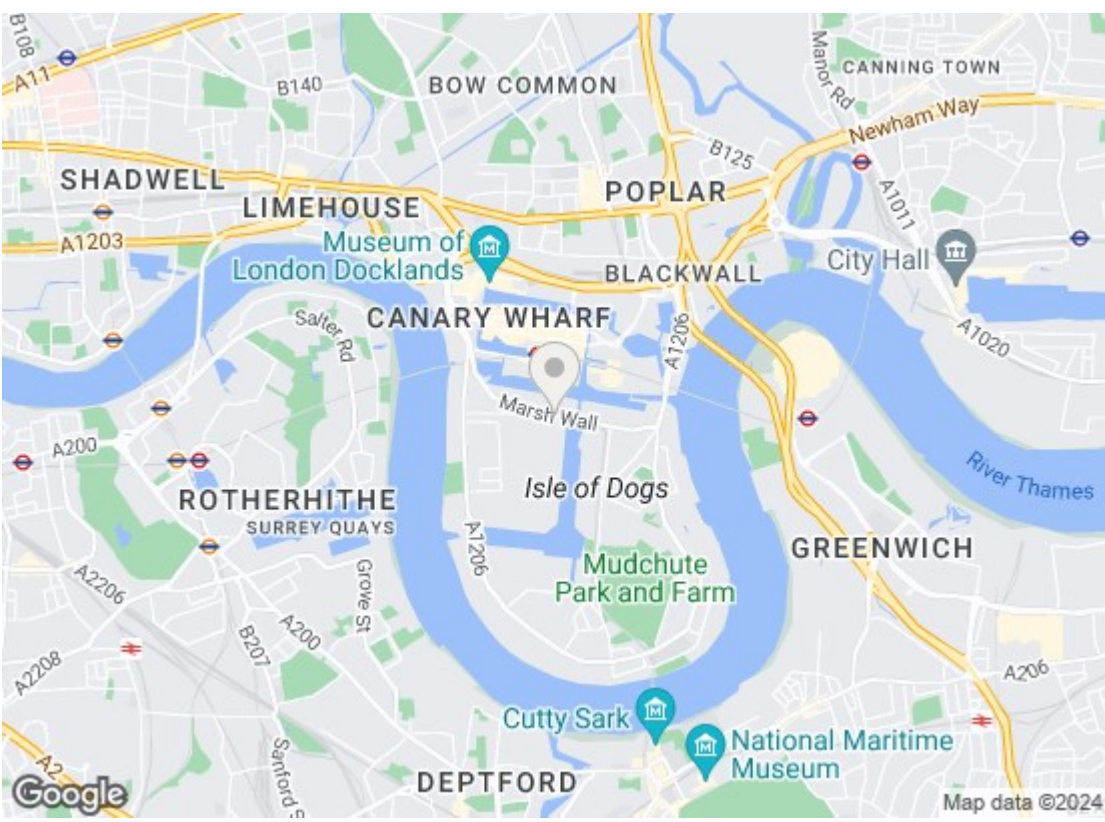 B108
A11
B140
BOW COMMON
Manor Rd
CANNING TOWN
Newham Way
B125
SHADWELL
LIMEHOUSE
POPLAR
A1011
A1203
Museum of
London Docklands
BLACKWALL
City Hall
CANARY WHARF
Salter Rd
A1206
A1020
Marsh Wall
A200
Isle of Dogs
River Thames
ROTHERHITHE
SURREY QUAYS
A1206
GREENWICH
Mudchute
Park and Farm
A2206
Grove St
A200
B207
A2208
A206
Cutty Sark
National Maritime
Museum
Sanford S
DEPTFORD
A2
Google
Map data ©2024